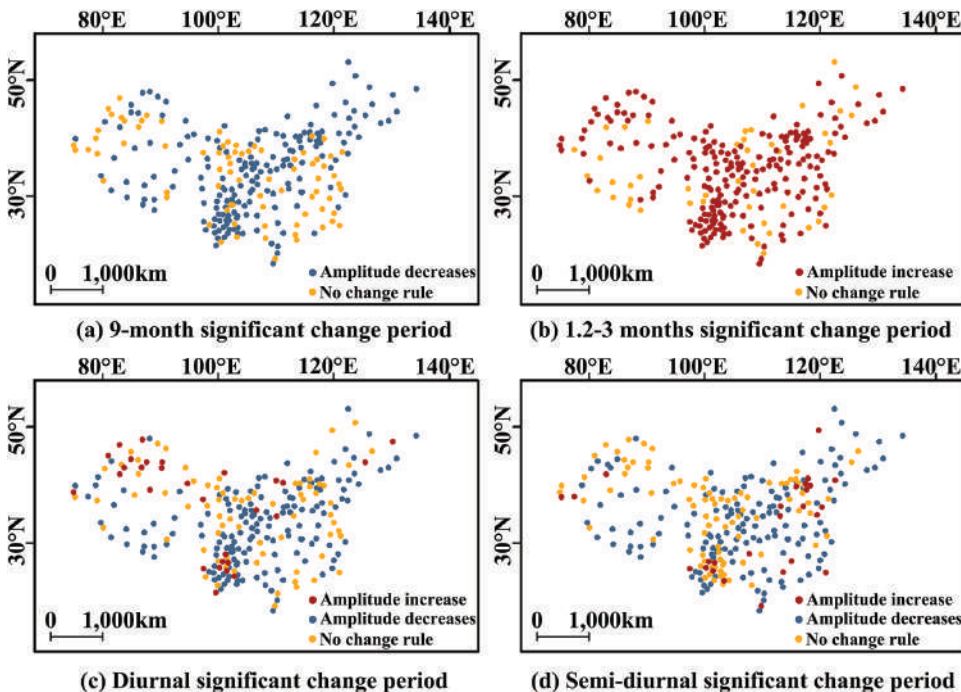 80°E 100°E 120°E 140°E
50°N
30°N
0 1,000km
Amplitude decreases
No change rule
(a) 9-month significant change period
80°E 100°E 120°E 140°E
50°N
30°N
0 1,000km
Amplitude increase
No change rule
(b) 1.2-3 months significant change period
80°E 100°E 120°E 140°E
50°N
30°N
0 1,000km
Amplitude increase
Amplitude decreases
No change rule
(c) Diurnal significant change period
80°E 100°E 120°E 140°E
50°N
30°N
0 1,000km
Amplitude increase
Amplitude decreases
No change rule
(d) Semi-diurnal significant change period